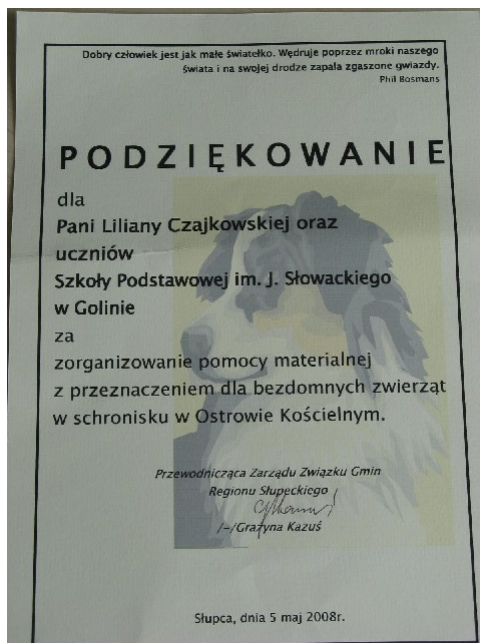 Dobry człowiek jest jak małe światełko. Wędruje poprzez mroki naszego
świata i na swojej drodze zapala zgaszone gwiazdy.
Phil Bosmans
PODZIĘKOWANIE
dla
Pani Liliany Czajkowskiej oraz
uczniów
Szkoły Podstawowej im. J. Słowackiego
w Golinie
za
zorganizowanie pomocy materialnej
z przeznaczeniem dla bezdomnych zwierząt
w schronisku w Ostrowie Kościelnym.
Przewodnicząca Zarządu Związku Gmin
Regionu Słupeckiego
/-/Grażyna Kazuś
Słupca, dnia 5 maj 2008r.